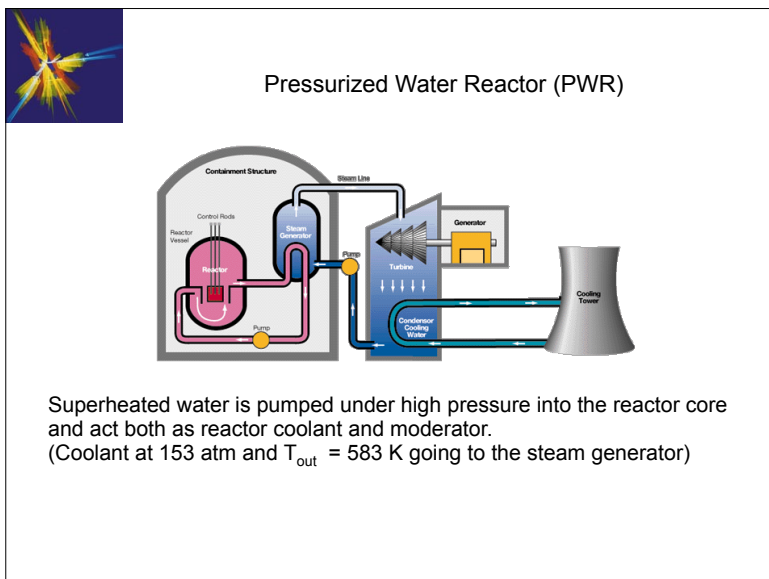 Pressurized Water Reactor (PWR)
Containment Structure
Steam Line
Control Rods
Reactor
Vessel
Steam
Generator
Generator
Pump
Reactor
Turbine
Cooling
Tower
Condensor
Cooling
Water
Pump
Superheated water is pumped under high pressure into the reactor core
and act both as reactor coolant and moderator.
(Coolant at 153 atm and Tout = 583 K going to the steam generator)